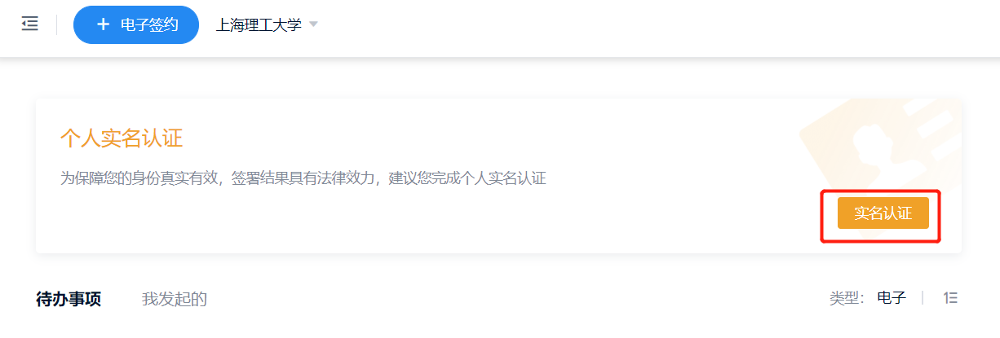 + 电子签约 上海理工大学
个人实名认证
为保障您的身份真实有效，签署结果具有法律效力，建议您完成个人实名认证
实名认证
待办事项 我发起的 类型： 电子